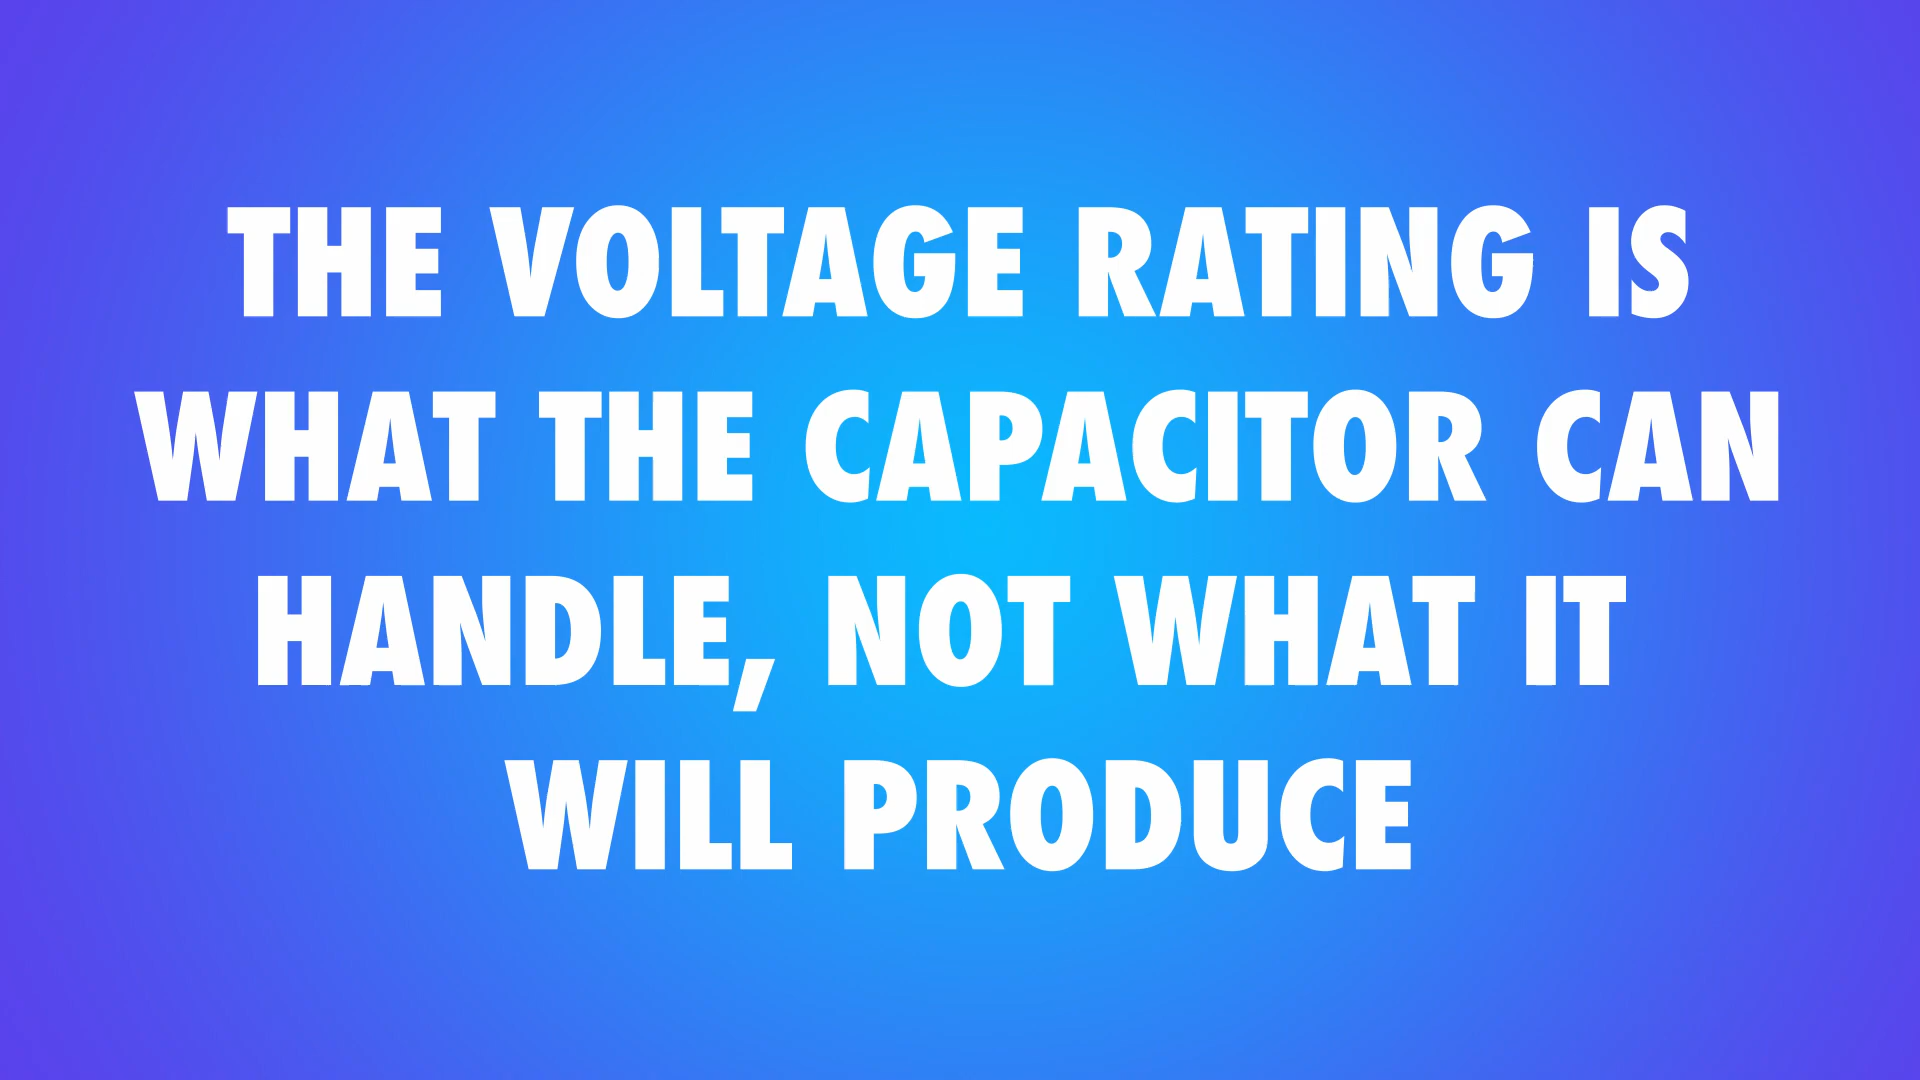 THE VOLTAGE RATING IS
WHAT THE CAPACITOR CAN
HANDLE, NOT WHAT IT
WILL PRODUCE